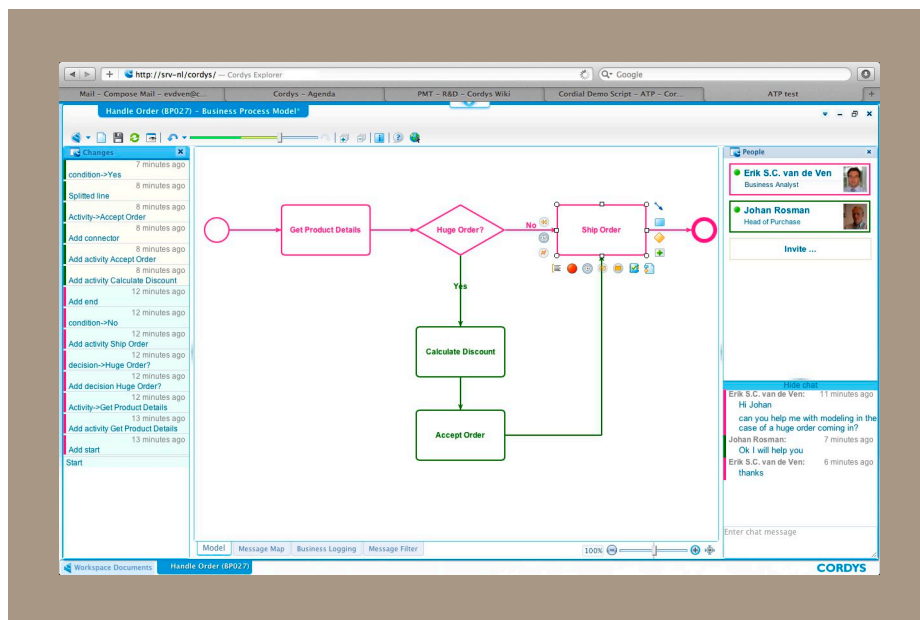 http://srv-nl/cordys/ — Cordys Explorer
Google
Mail – Compose Mail – evdven@c...
Cordys – Agenda
PMT – R&D – Cordys Wiki
Cordial Demo Script – ATP – Cor...
ATP test
Handle Order (BP027) - Business Process Model*
Changes
7 minutes ago
condition->Yes
8 minutes ago
Splitted line
8 minutes ago
Activity->Accept Order
8 minutes ago
Add connector
8 minutes ago
Add activity Accept Order
8 minutes ago
Add activity Calculate Discount
12 minutes ago
Add end
12 minutes ago
condition->No
12 minutes ago
Add activity Ship Order
12 minutes ago
decision->Huge Order?
12 minutes ago
Add decision Huge Order?
12 minutes ago
Activity->Get Product Details
13 minutes ago
Add activity Get Product Details
13 minutes ago
Add start
Start
Get Product Details
Huge Order?
No
Ship Order
Yes
Calculate Discount
Accept Order
People
Erik S.C. van de Ven
Business Analyst
Johan Rosman
Head of Purchase
Invite ...
Hide chat
Erik S.C. van de Ven: 11 minutes ago
Hi Johan
can you help me with modeling in the
case of a huge order coming in?
Johan Rosman: 7 minutes ago
Ok I will help you
Erik S.C. van de Ven: 6 minutes ago
thanks
Enter chat message
Model
Message Map
Business Logging
Message Filter
100%
Workspace Documents
Handle Order (BP027)
CORDYS